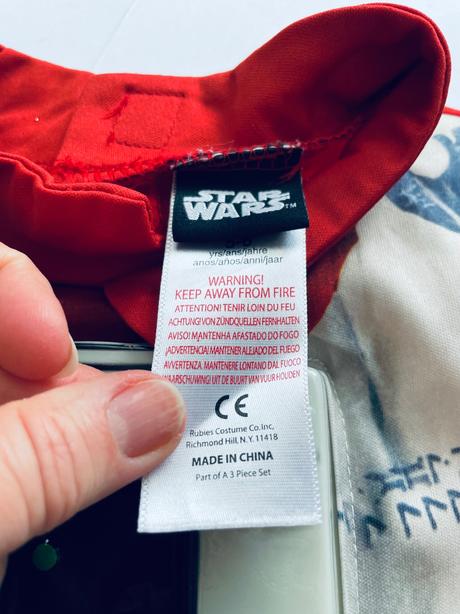 STAR
WARS™
yrs/ans/jahre
anos/años/anni/jaar
WARNING!
KEEP AWAY FROM FIRE
ATTENTION! TENIR LOIN DU FEU
ACHTUNG! VON ZÜNDQUELLEN FERNHALTEN
AVISO! MANTENHA AFASTADO DO FOGO
¡ADVERTENCIA! MANTENER ALEJADO DEL FUEGO
AVVERTENZA. MANTENERE LONTANO DAL FUOCO
WAARSCHUWING! UIT DE BUURT VAN VUUR HOUDEN
CE
Rubies Costume Co.Inc,
Richmond Hill, N.Y. 11418
MADE IN CHINA
Part of A 3 Piece Set